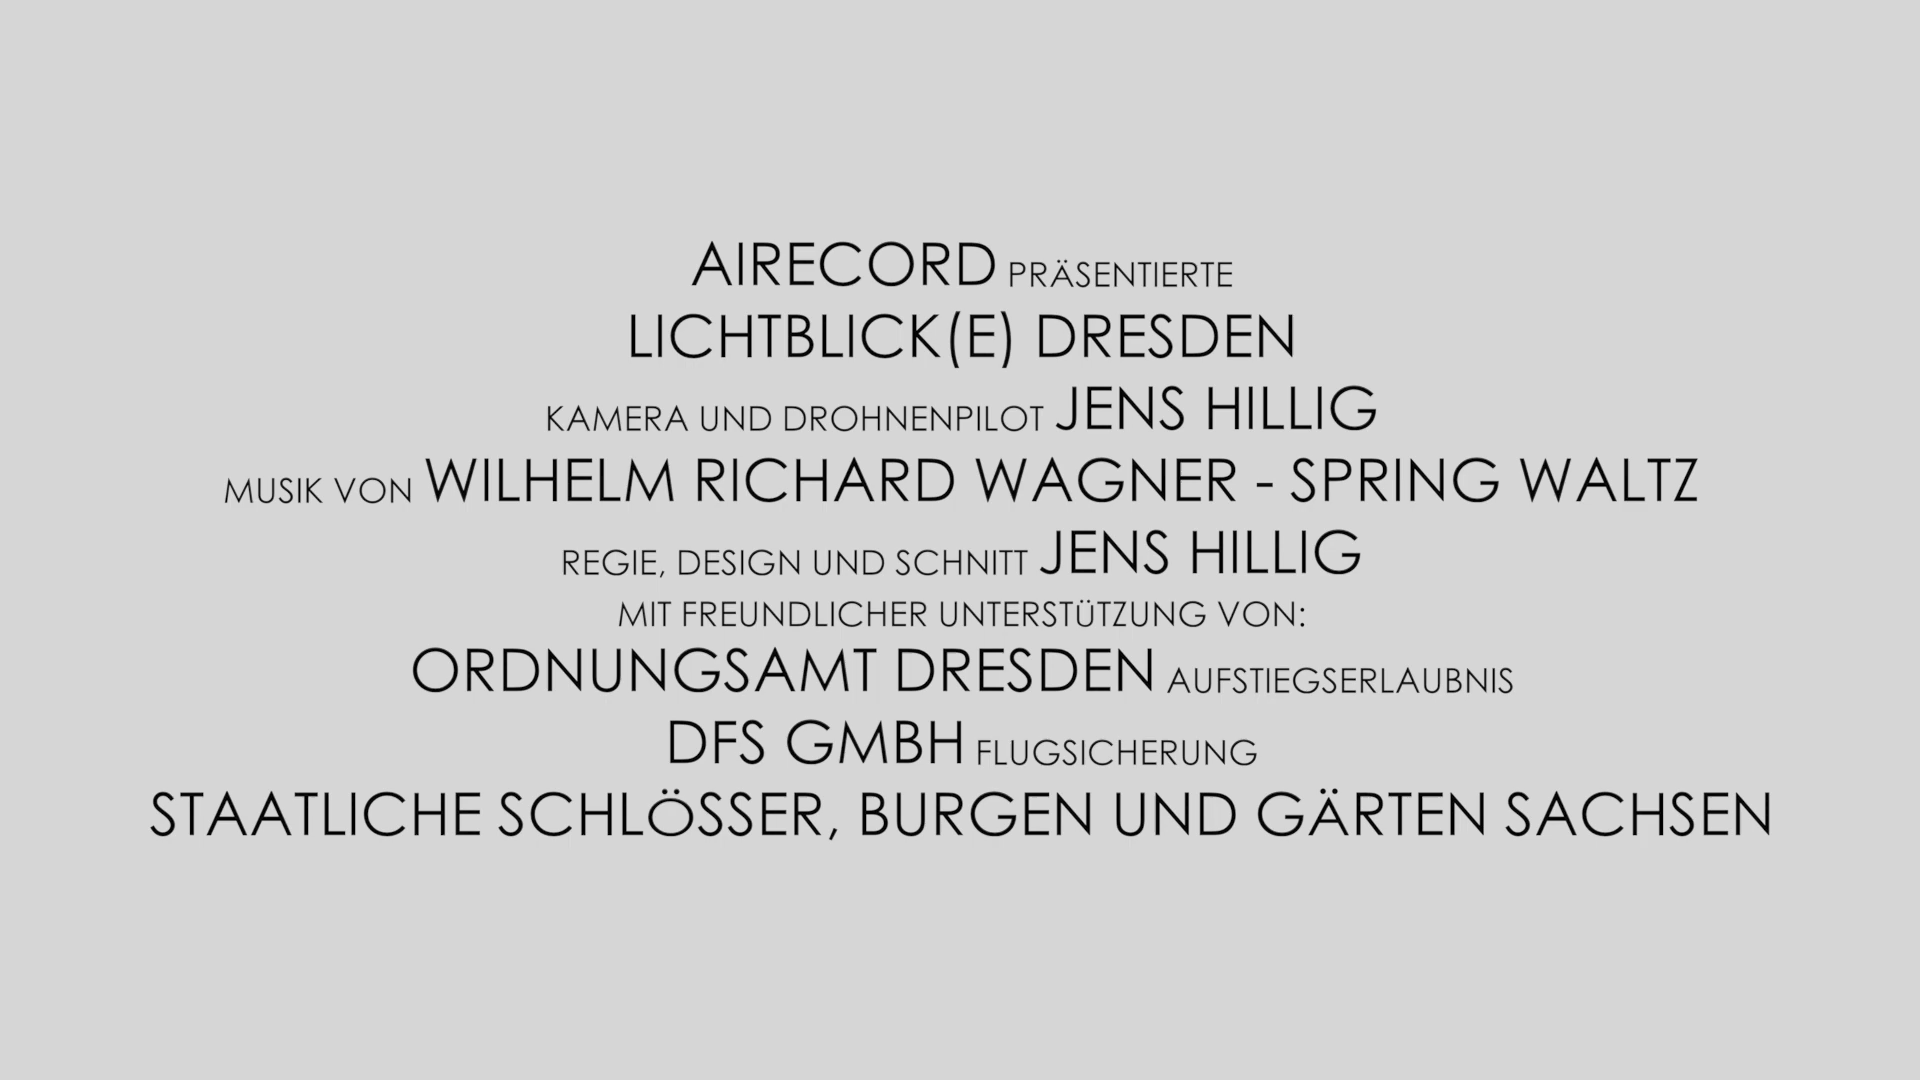 AIRECORD PRÄSENTIERTE
LICHTBLICK(E) DRESDEN
KAMERA UND DROHNENPILOT JENS HILLIG
MUSIK VON WILHELM RICHARD WAGNER - SPRING WALTZ
REGIE, DESIGN UND SCHNITT JENS HILLIG
MIT FREUNDLICHER UNTERSTÜTZUNG VON:
ORDNUNGSAMT DRESDEN AUFSTIEGSERLAUBNIS
DFS GMBH FLUGSICHERUNG
STAATLICHE SCHLÖSSER, BURGEN UND GÄRTEN SACHSEN